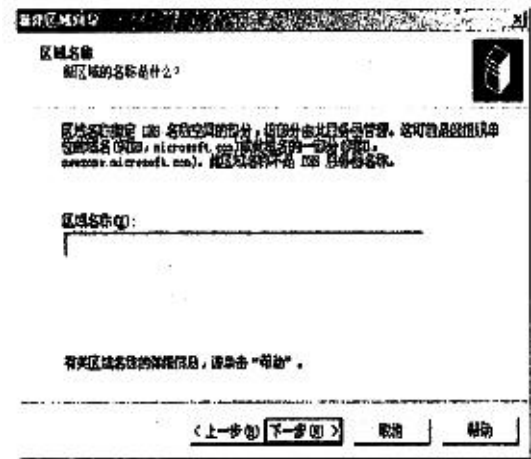 新建区域向导
区域名称
新区域的名称是什么?
区域名称指定 DNS 名称空间的部分，该部分由此服务器管理。这可能是您组织单
位的域名(例如，microsoft.com)或此域名的一部分(例如，
newzone.microsoft.com)。此区域名称不是 DNS 服务器名称。
区域名称(Z):
有关区域名称的详细信息，请单击“帮助”。
<上一步(B) 下一步(N)> 取消 帮助